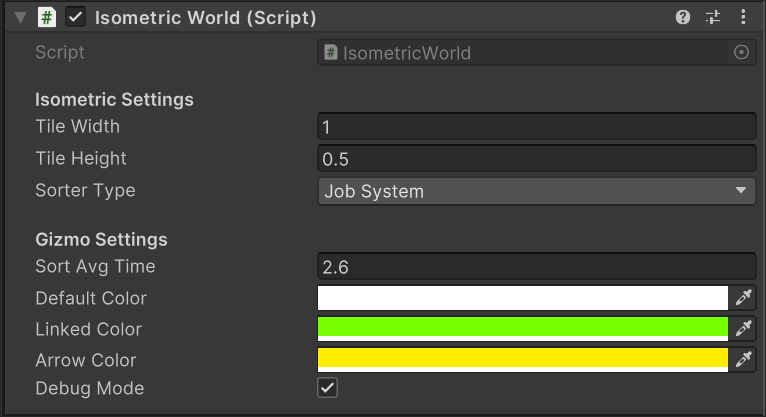 Isometric World (Script)
Script IsometricWorld
Isometric Settings
Tile Width 1
Tile Height 0.5
Sorter Type Job System
Gizmo Settings
Sort Avg Time 2.6
Default Color
Linked Color
Arrow Color
Debug Mode